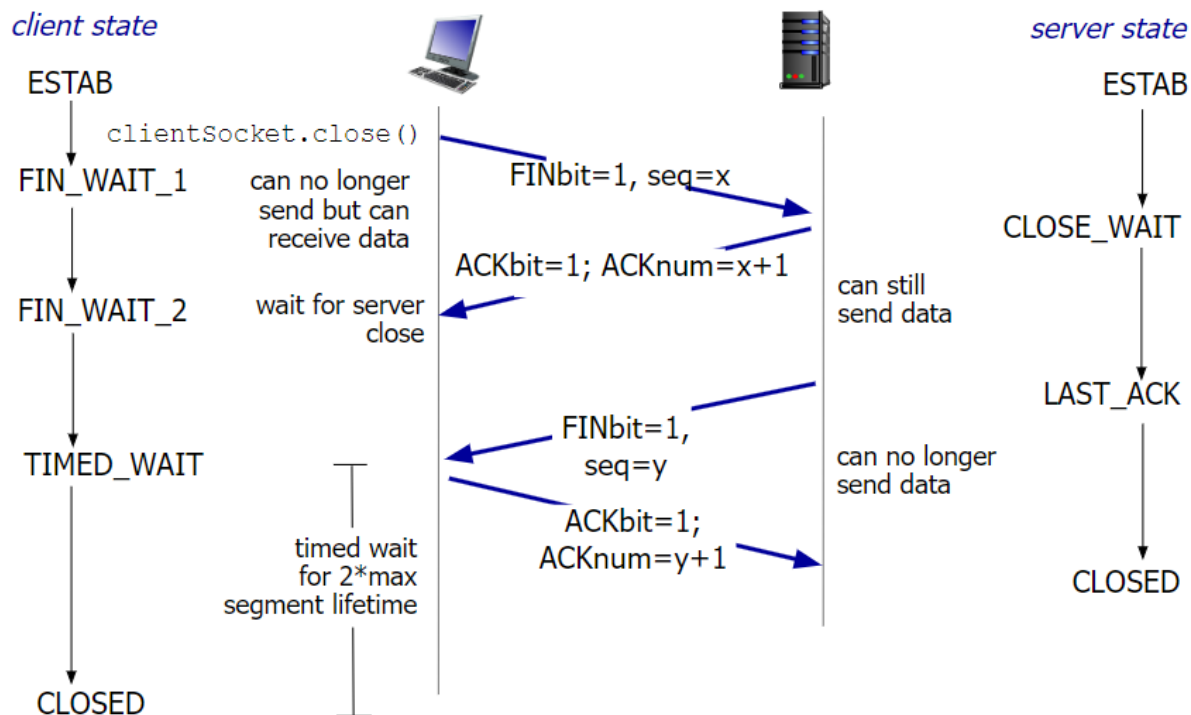 client state
server state
ESTAB
ESTAB
clientSocket.close()
FINbit=1, seq=x
FIN_WAIT_1
can no longer
send but can
receive data
CLOSE_WAIT
ACKbit=1; ACKnum=x+1
FIN_WAIT_2
wait for server
close
can still
send data
LAST_ACK
FINbit=1,
seq=y
TIMED_WAIT
can no longer
send data
ACKbit=1;
ACKnum=y+1
timed wait
for 2*max
segment lifetime
CLOSED
CLOSED